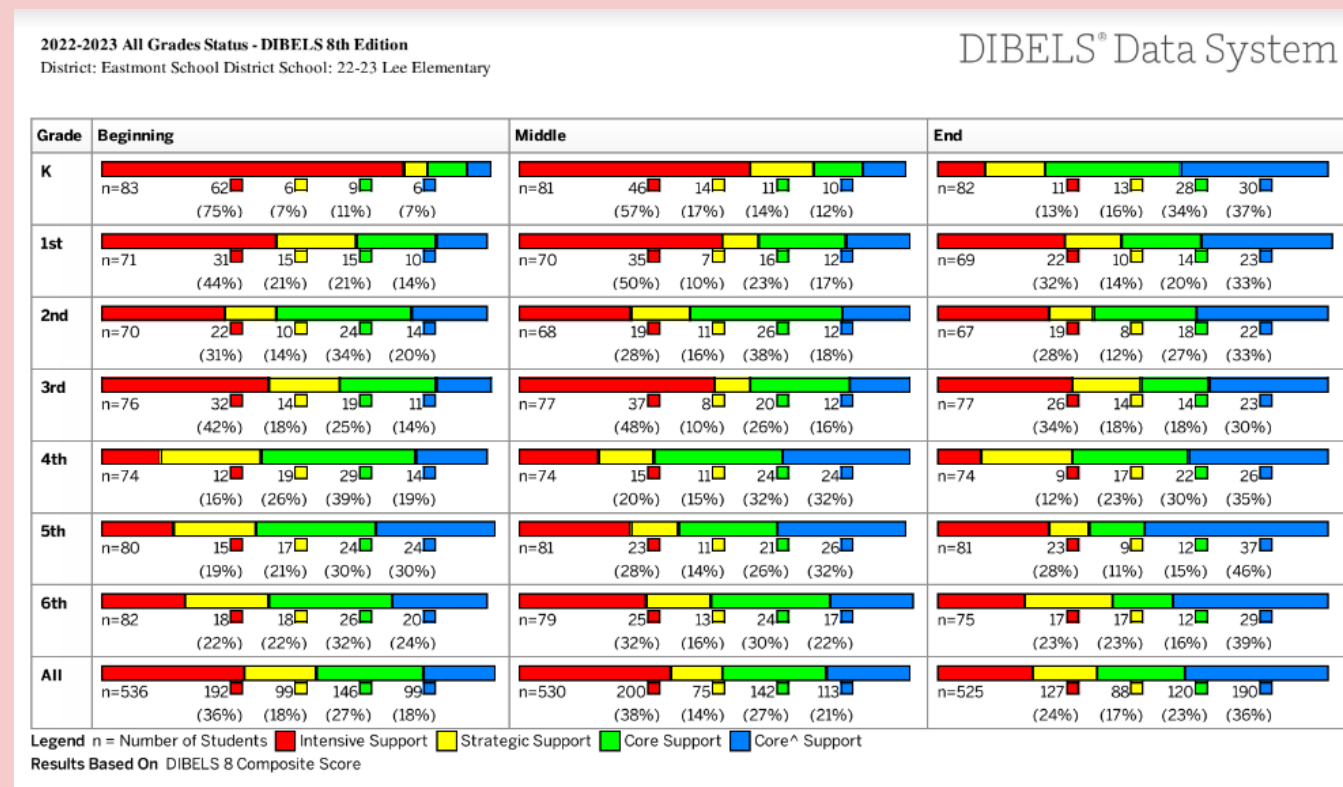 2022-2023 All Grades Status - DIBELS 8th Edition
District: Eastmont School District School: 22-23 Lee Elementary
DIBELS® Data System
Grade Beginning Middle End
K
n=83 62 6 9 6 n=81 46 14 11 10 n=82 11 13 28 30
(75%) (7%) (11%) (7%) (57%) (17%) (14%) (12%) (13%) (16%) (34%) (37%)
1st
n=71 31 15 15 10 n=70 35 7 16 12 n=69 22 10 14 23
(44%) (21%) (21%) (14%) (50%) (10%) (23%) (17%) (32%) (14%) (20%) (33%)
2nd
n=70 22 10 24 14 n=68 19 11 26 12 n=67 19 8 18 22
(31%) (14%) (34%) (20%) (28%) (16%) (38%) (18%) (28%) (12%) (27%) (33%)
3rd
n=76 32 14 19 11 n=77 37 8 20 12 n=77 26 14 14 23
(42%) (18%) (25%) (14%) (48%) (10%) (26%) (16%) (34%) (18%) (18%) (30%)
4th
n=74 12 19 29 14 n=74 15 11 24 24 n=74 9 17 22 26
(16%) (26%) (39%) (19%) (20%) (15%) (32%) (32%) (12%) (23%) (30%) (35%)
5th
n=80 15 17 24 24 n=81 23 11 21 26 n=81 23 9 12 37
(19%) (21%) (30%) (30%) (28%) (14%) (26%) (32%) (28%) (11%) (15%) (46%)
6th
n=82 18 18 26 20 n=79 25 13 24 17 n=75 17 17 12 29
(22%) (22%) (32%) (24%) (32%) (16%) (30%) (22%) (23%) (23%) (16%) (39%)
All
n=536 192 99 146 99 n=530 200 75 142 113 n=525 127 88 120 190
(36%) (18%) (27%) (18%) (38%) (14%) (27%) (21%) (24%) (17%) (23%) (36%)
Legend n = Number of Students Intensive Support Strategic Support Core Support Core^ Support
Results Based On DIBELS 8 Composite Score